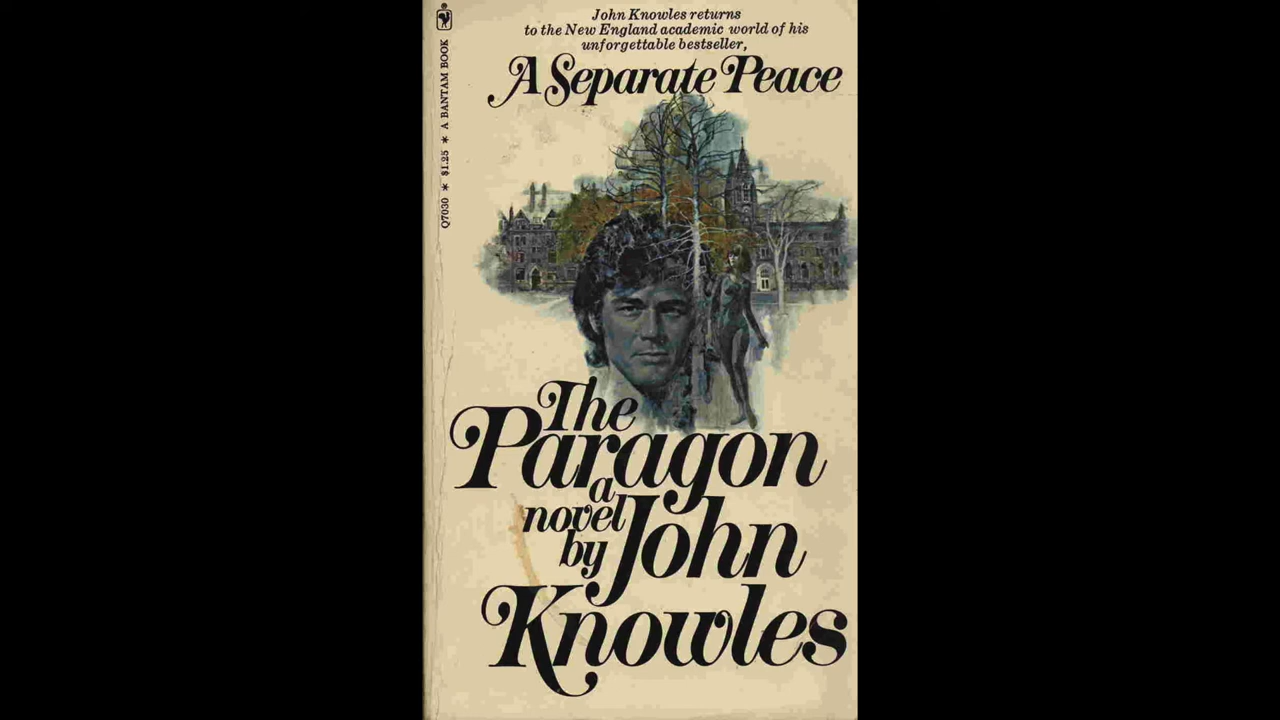 John Knowles returns
to the New England academic world of his
unforgettable bestseller,
A Separate Peace
Q7030 * $1.25 * A BANTAM BOOK
The
Paragon
a
novel
by John
Knowles